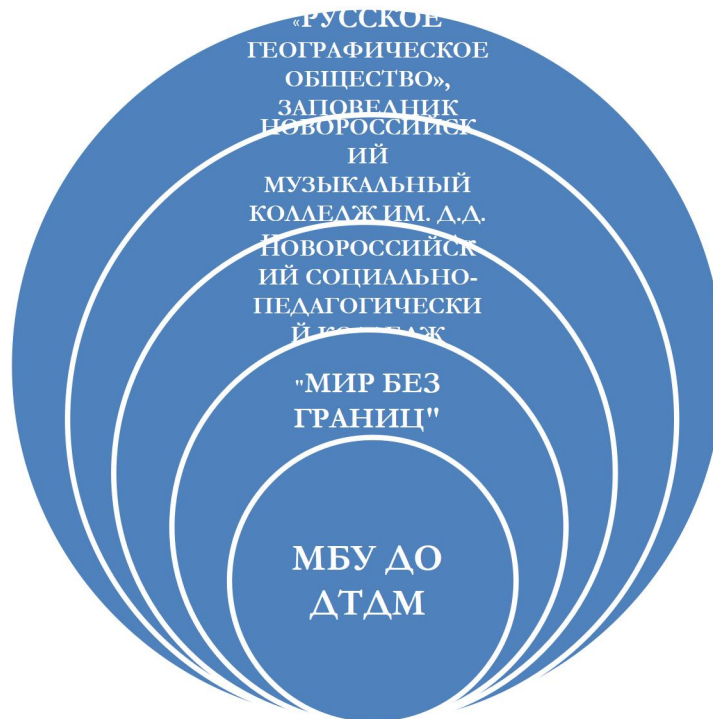 «РУССКОЕ
ГЕОГРАФИЧЕСКОЕ
ОБЩЕСТВО»,
ЗАПОВЕДНИК
НОВОРОССИЙСК
ИЙ
МУЗЫКАЛЬНЫЙ
КОЛЛЕДЖ ИМ. Д.Д.
НОВОРОССИЙСК
ИЙ СОЦИАЛЬНО-
ПЕДАГОГИЧЕСКИ
Й КОЛЛЕДЖ
"МИР БЕЗ
ГРАНИЦ"
МБУ ДО
ДТДМ